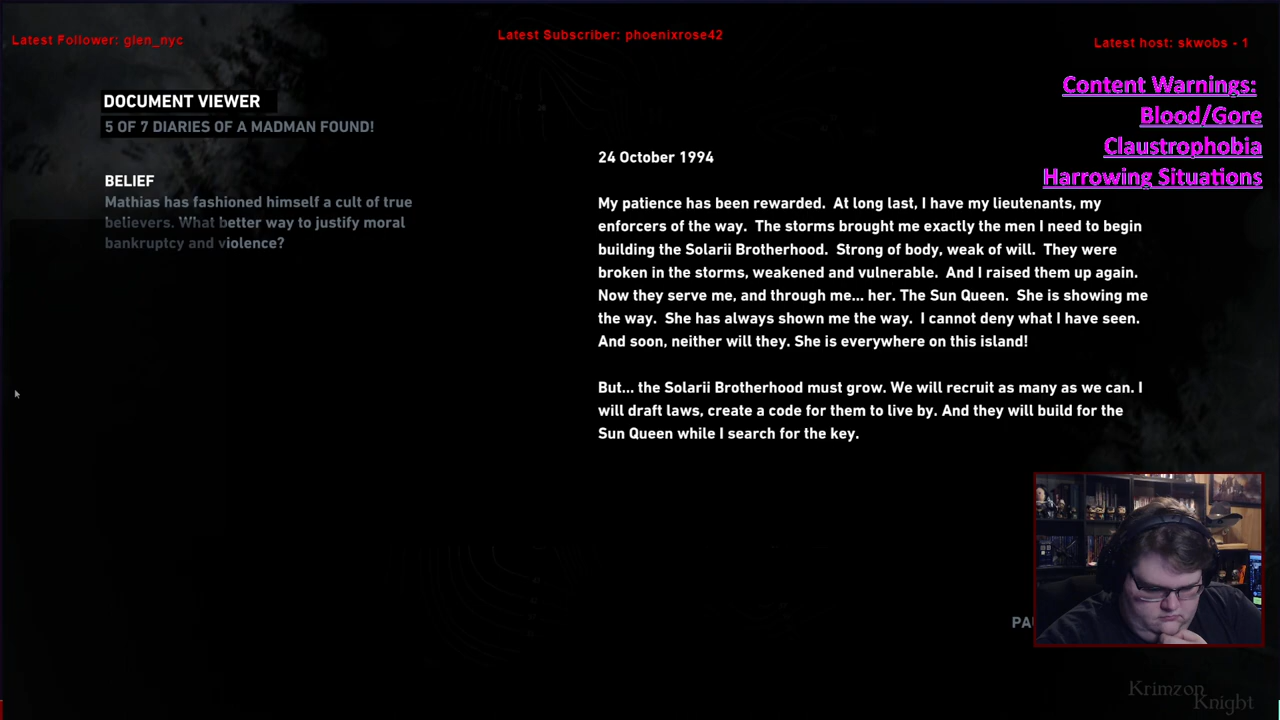 Latest Follower: glen_nyc
Latest Subscriber: phoenixrose42
Latest host: skwobs - 1
Content Warnings:
Blood/Gore
Claustrophobia
Harrowing Situations
DOCUMENT VIEWER
5 OF 7 DIARIES OF A MADMAN FOUND!
BELIEF
Mathias has fashioned himself a cult of true
believers. What better way to justify moral
bankruptcy and violence?
24 October 1994
My patience has been rewarded. At long last, I have my lieutenants, my
enforcers of the way. The storms brought me exactly the men I need to begin
building the Solarii Brotherhood. Strong of body, weak of will. They were
broken in the storms, weakened and vulnerable. And I raised them up again.
Now they serve me, and through me... her. The Sun Queen. She is showing me
the way. She has always shown me the way. I cannot deny what I have seen.
And soon, neither will they. She is everywhere on this island!
But... the Solarii Brotherhood must grow. We will recruit as many as we can. I
will draft laws, create a code for them to live by. And they will build for the
Sun Queen while I search for the key.
Krimzon
Knight